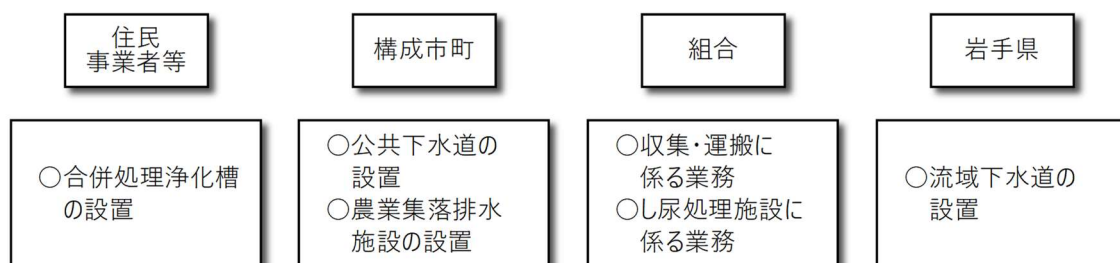 住民
事業者等
構成市町
組合
岩手県
○合併処理浄化槽
の設置
○公共下水道の
設置
○農業集落排水
施設の設置
○収集・運搬に
係る業務
○し尿処理施設に
係る業務
○流域下水道の
設置